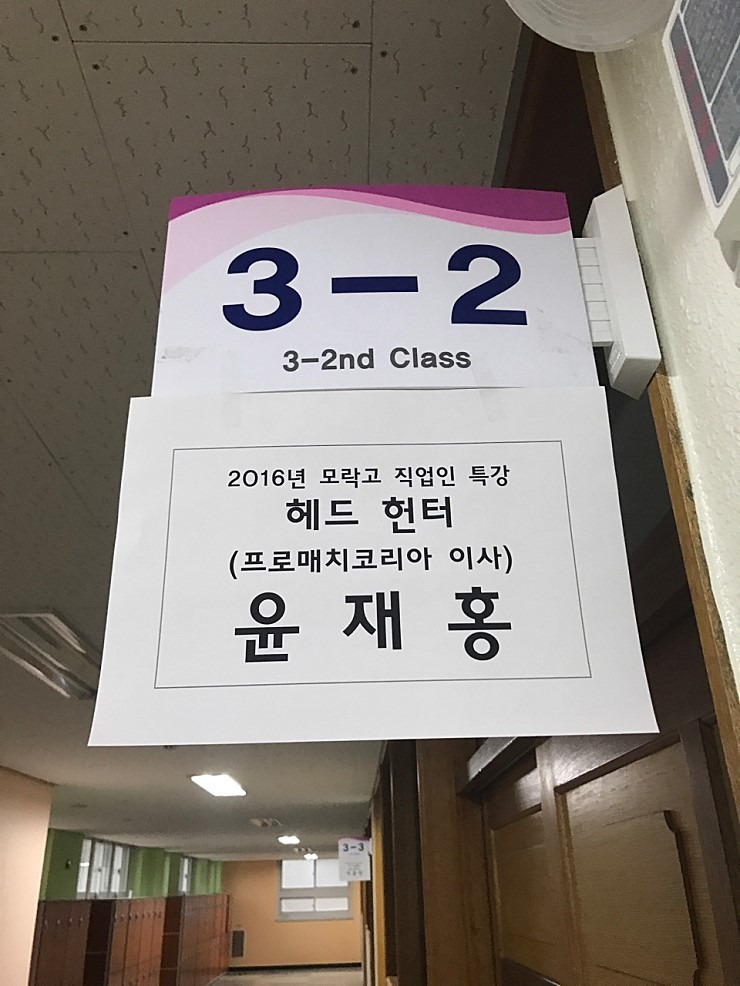 3-2
3-2nd Class
2016년 모락고 직업인 특강
헤드 헌터
(프로매치코리아 이사)
윤 재 홍
3-3